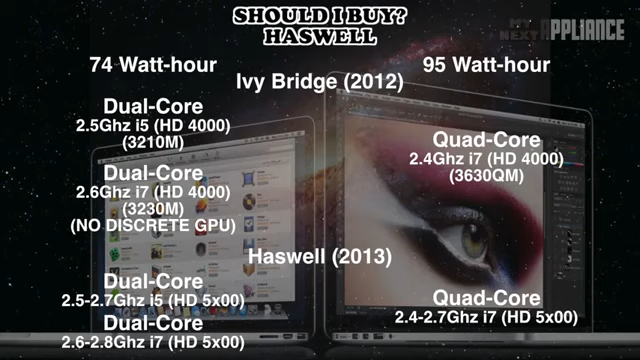 SHOULD I BUY?
HASWELL
MY NEXT APPLIANCE
74 Watt-hour
95 Watt-hour
Ivy Bridge (2012)
Dual-Core
2.5Ghz i5 (HD 4000)
(3210M)
Quad-Core
2.4Ghz i7 (HD 4000)
(3630QM)
Dual-Core
2.6Ghz i7 (HD 4000)
(3230M)
(NO DISCRETE GPU)
Haswell (2013)
Dual-Core
2.5-2.7Ghz i5 (HD 5x00)
Quad-Core
2.4-2.7Ghz i7 (HD 5x00)
Dual-Core
2.6-2.8Ghz i7 (HD 5x00)